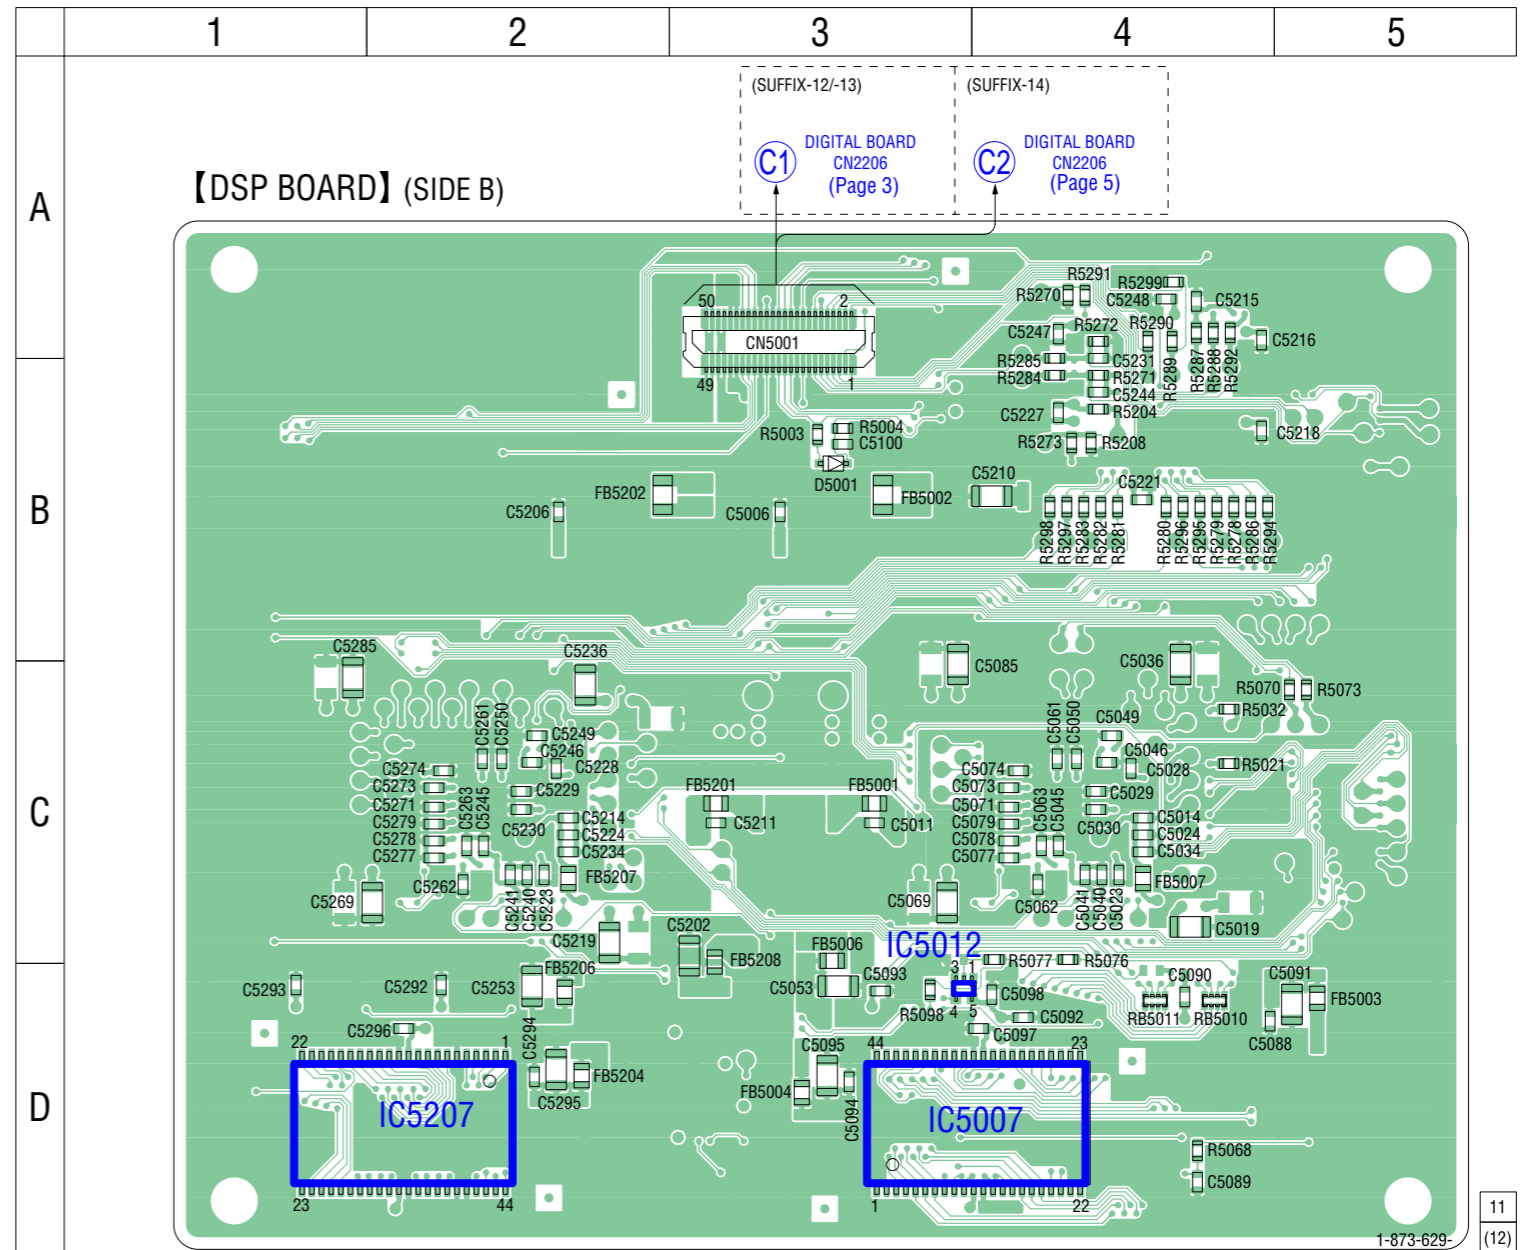 1 2 3 4 5
(SUFFIX-12/-13) (SUFFIX-14)
C1 DIGITAL BOARD CN2206 (Page 3)
C2 DIGITAL BOARD CN2206 (Page 5)
A
【DSP BOARD】 (SIDE B)
50 2
CN5001
49 1
R5291
R5299
R5270
C5248
C5215
C5247
R5272
R5290
C5216
R5285
C5231
R5284
R5271
R5289
R5287
R5288
R5292
C5244
C5227
R5204
R5003
R5004
C5100
R5273
R5208
C5218
D5001
B
FB5202
FB5002
C5210
C5221
C5206
C5006
R5298
R5297
R5283
R5282
R5281
R5280
R5296
R5295
R5279
R5278
R5286
R5294
C5285
C5236
C5085
C5036
R5070
R5073
R5032
C5261
C5250
C5249
C5246
C5228
C5061
C5050
C5049
C5046
C5028
R5021
C5274
C5273
C5271
C5279
C5278
C5277
C5263
C5245
C5229
C5230
C5214
C5224
C5234
C
FB5201
C5211
FB5001
C5011
C5074
C5073
C5071
C5079
C5078
C5077
C5063
C5045
C5029
C5030
C5014
C5024
C5034
C5262
FB5207
C5062
FB5007
C5269
C5241
C5240
C5223
C5069
C5041
C5040
C5023
C5219
C5202
IC5012
C5019
FB5208
FB5006
3 1
R5077
R5076
C5293
C5292
C5253
FB5206
C5053
C5093
C5098
C5090
C5091
FB5003
R5098
4 5
C5092
RB5011
RB5010
C5296
C5294
C5097
C5088
22 1
C5095
44 23
FB5204
C5295
FB5004
C5094
D
IC5207
IC5007
R5068
C5089
23 44
1 22
11
1-873-629-
(12)